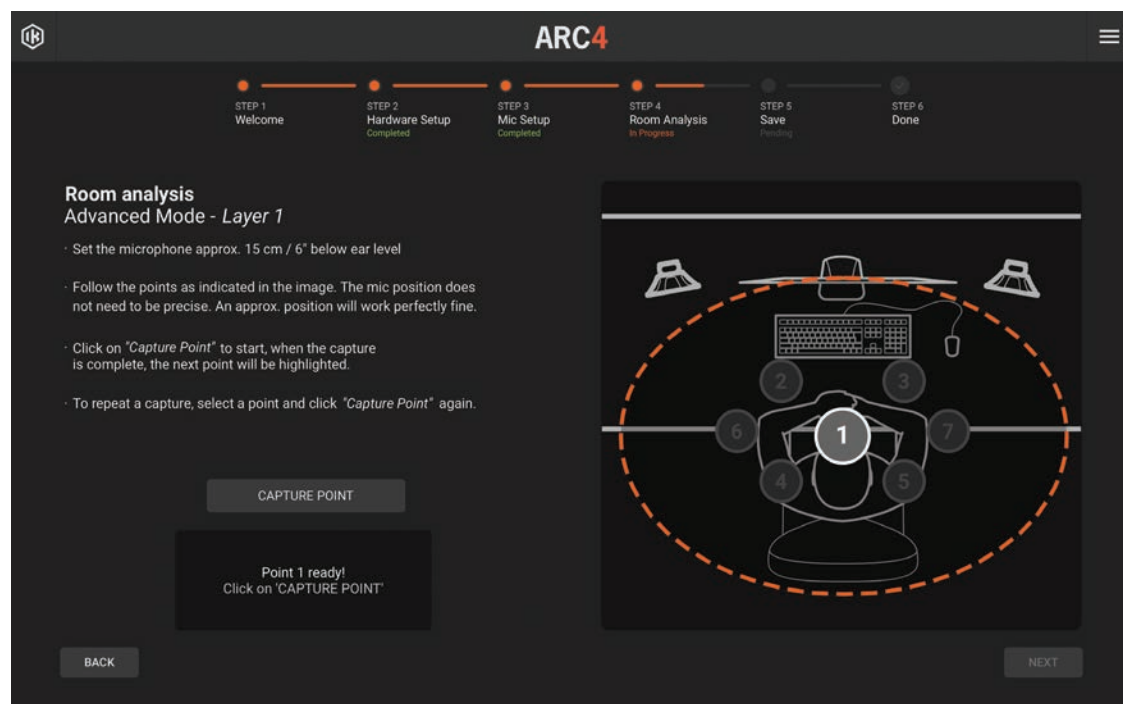 IK
ARC4
STEP 1
Welcome
STEP 2
Hardware Setup
Completed
STEP 3
Mic Setup
Completed
STEP 4
Room Analysis
In Progress
STEP 5
Save
Pending
STEP 6
Done
Room analysis
Advanced Mode - Layer 1
· Set the microphone approx. 15 cm / 6" below ear level
· Follow the points as indicated in the image. The mic position does
not need to be precise. An approx. position will work perfectly fine.
· Click on "Capture Point" to start, when the capture
is complete, the next point will be highlighted.
· To repeat a capture, select a point and click "Capture Point" again.
CAPTURE POINT
Point 1 ready!
Click on 'CAPTURE POINT'
2
3
6
1
7
4
5
BACK
NEXT